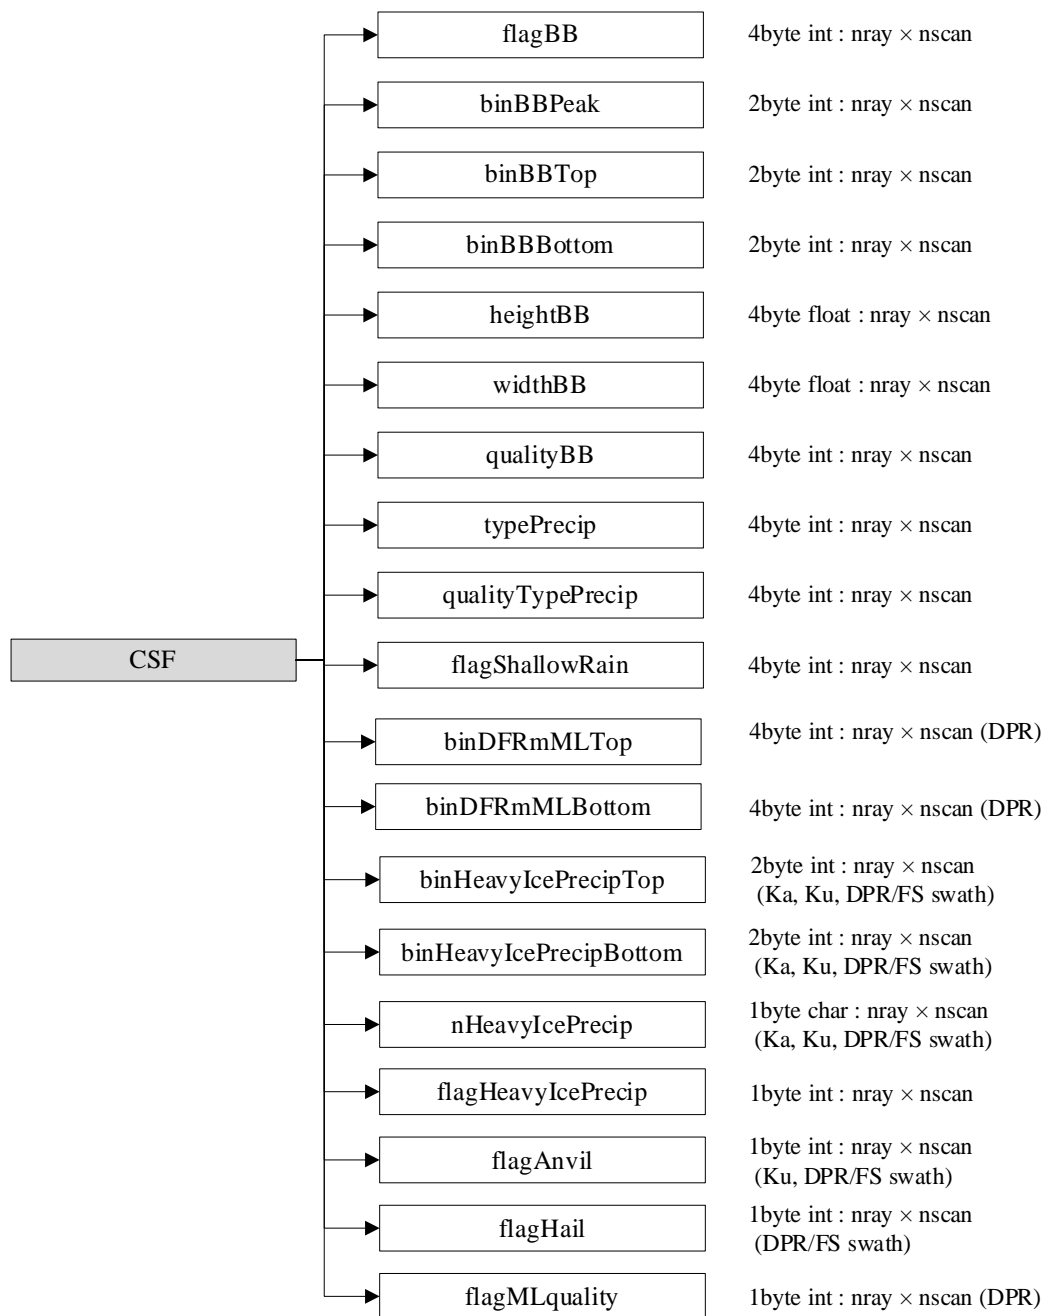 flagBB 4byte int : nray × nscan
binBBPeak 2byte int : nray × nscan
binBBTop 2byte int : nray × nscan
binBBBottom 2byte int : nray × nscan
heightBB 4byte float : nray × nscan
widthBB 4byte float : nray × nscan
qualityBB 4byte int : nray × nscan
typePrecip 4byte int : nray × nscan
qualityTypePrecip 4byte int : nray × nscan
CSF
flagShallowRain 4byte int : nray × nscan
binDFRmMLTop 4byte int : nray × nscan (DPR)
binDFRmMLBottom 4byte int : nray × nscan (DPR)
binHeavyIcePrecipTop 2byte int : nray × nscan
(Ka, Ku, DPR/FS swath)
binHeavyIcePrecipBottom 2byte int : nray × nscan
(Ka, Ku, DPR/FS swath)
nHeavyIcePrecip 1byte char : nray × nscan
(Ka, Ku, DPR/FS swath)
flagHeavyIcePrecip 1byte int : nray × nscan
flagAnvil 1byte int : nray × nscan
(Ku, DPR/FS swath)
flagHail 1byte int : nray × nscan
(DPR/FS swath)
flagMLquality 1byte int : nray × nscan (DPR)